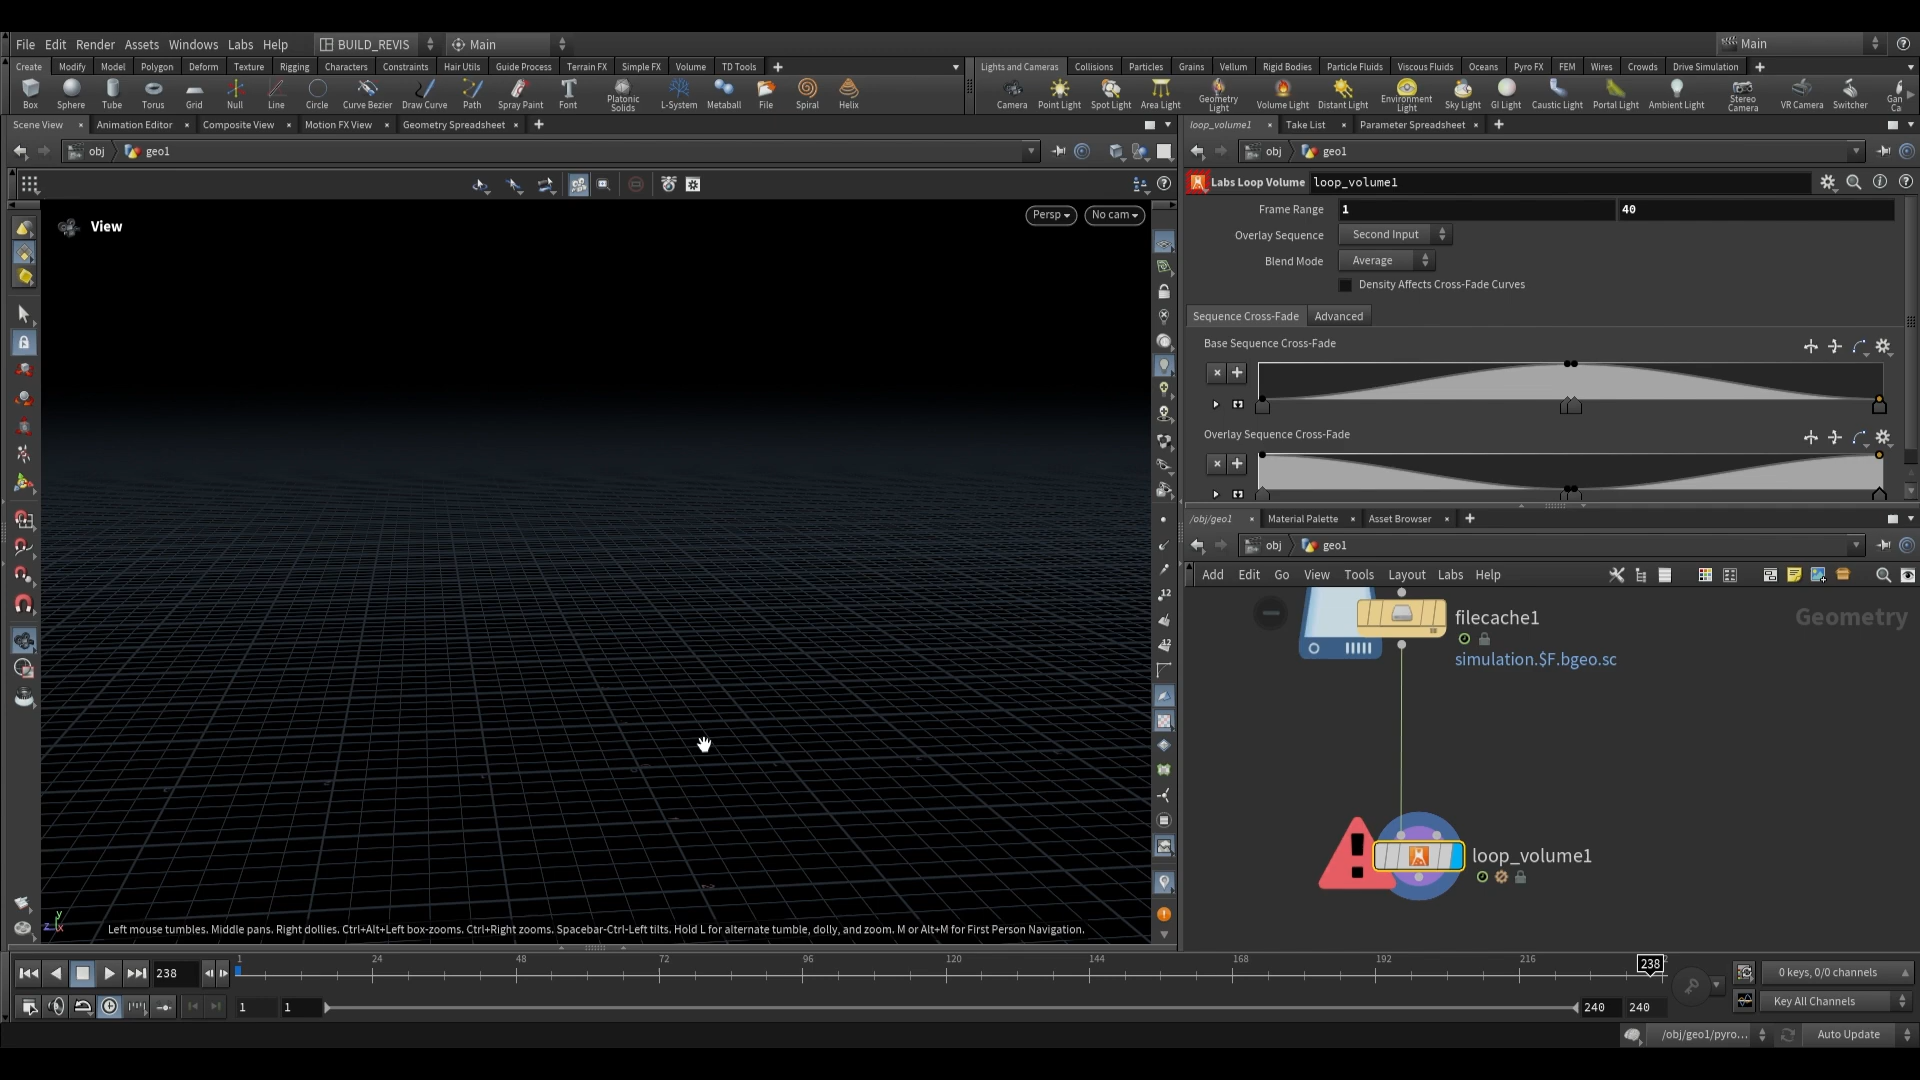 File Edit Render Assets Windows Labs Help BUILD_REVIS Main Main
Create Modify Model Polygon Deform Texture Rigging Characters Constraints Hair Utils Guide Process Terrain FX Simple FX Volume TD Tools
Lights and Cameras Collisions Particles Grains Vellum Rigid Bodies Particle Fluids Viscous Fluids Oceans Pyro FX FEM Wires Crowds Drive Simulation
Box Sphere Tube Torus Grid Null Line Circle Curve Bezier Draw Curve Path Spray Paint Font Platonic Solids L-System Metaball File Spiral Helix
Camera Point Light Spot Light Area Light Geometry Light Volume Light Distant Light Environment Light Sky Light GI Light Caustic Light Portal Light Ambient Light Stereo Camera VR Camera Switcher
Scene View Animation Editor Composite View Motion FX View Geometry Spreadsheet
loop_volume1 Take List Parameter Spreadsheet
obj geo1
obj geo1
Labs Loop Volume loop_volume1
View Persp No cam
Frame Range 1 40
Overlay Sequence Second Input
Blend Mode Average
Density Affects Cross-Fade Curves
Sequence Cross-Fade Advanced
Base Sequence Cross-Fade
Overlay Sequence Cross-Fade
/obj/geo1 Material Palette Asset Browser
obj geo1
Add Edit Go View Tools Layout Labs Help
Geometry
filecache1
simulation.$F.bgeo.sc
loop_volume1
Left mouse tumbles. Middle pans. Right dollies. Ctrl+Alt+Left box-zooms. Ctrl+Right zooms. Spacebar-Ctrl-Left tilts. Hold L for alternate tumble, dolly, and zoom. M or Alt+M for First Person Navigation.
238 1 24 48 72 96 120 144 168 192 216 238
0 keys, 0/0 channels
1 1 240 240 Key All Channels
/obj/geo1/pyro... Auto Update